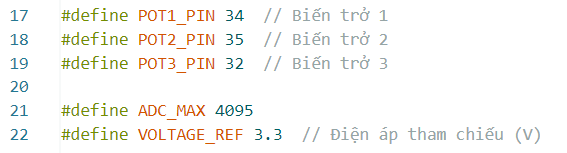 17 #define POT1_PIN 34 // Biến trở 1
18 #define POT2_PIN 35 // Biến trở 2
19 #define POT3_PIN 32 // Biến trở 3
20
21 #define ADC_MAX 4095
22 #define VOLTAGE_REF 3.3 // Điện áp tham chiếu (V)